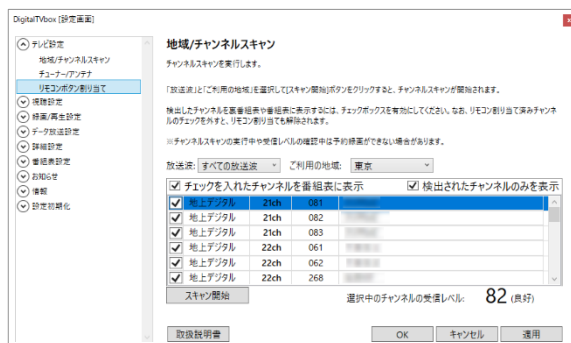 DigitalTVbox [設定画面]
テレビ設定
地域/チャンネルスキャン
チューナー/アンテナ
リモコンボタン割り当て
視聴設定
録画/再生設定
データ放送設定
詳細設定
番組表設定
お知らせ
情報
設定初期化
地域/チャンネルスキャン
チャンネルスキャンを実行します。
「放送波」と「ご利用の地域」を選択して[スキャン開始]ボタンをクリックすると、チャンネルスキャンが開始されます。
検出したチャンネルを裏番組表や番組表に表示するには、チェックボックスを有効にしてください。なお、リモコン割り当て済みチャンネ
ルのチェックを外すと、リモコン割り当ても解除されます。
※チャンネルスキャンの実行中や受信レベルの確認中は予約録画ができない場合があります。
放送波: すべての放送波 ご利用の地域: 東京
チェックを入れたチャンネルを番組表に表示 検出されたチャンネルのみを表示
地上デジタル 21ch 081
地上デジタル 21ch 082
地上デジタル 21ch 083
地上デジタル 22ch 061
地上デジタル 22ch 062
地上デジタル 22ch 268
スキャン開始 選択中のチャンネルの受信レベル: 82 (良好)
取扱説明書 OK キャンセル 適用